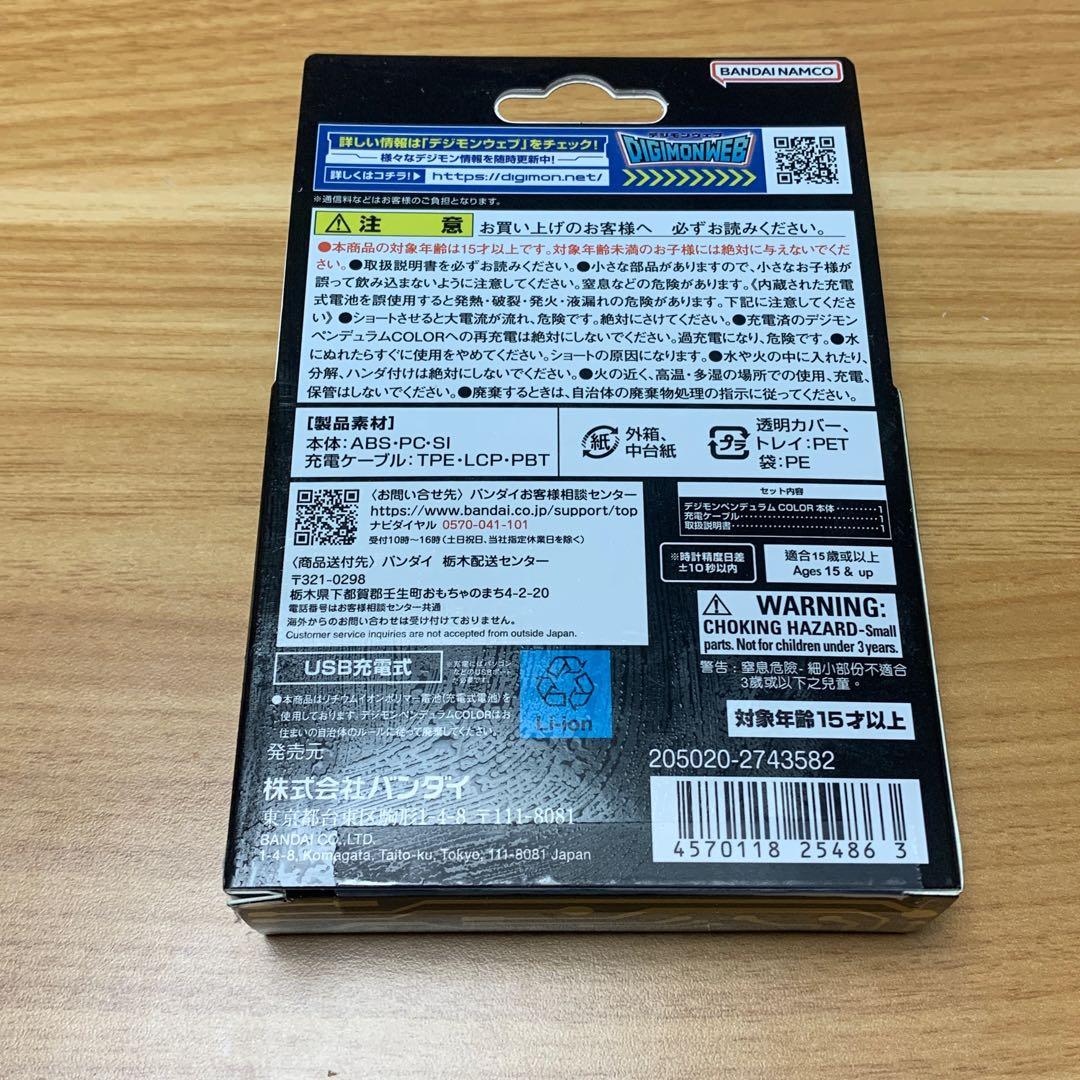 BANDAI NAMCO
詳しい情報は「デジモンウェブ」をチェック!
様々なデジモン情報を随時更新中!
詳しくはコチラ!▶ https://digimon.net/
デジモンウェブ
DIGIMONWEB
※通信料などはお客様のご負担となります。
⚠注 意 お買い上げのお客様へ 必ずお読みください。
●本商品の対象年齢は15才以上です。対象年齢未満のお子様には絶対に与えないでくだ
さい。●取扱説明書を必ずお読みください。●小さな部品がありますので、小さなお子様が
誤って飲み込まないように注意してください。窒息などの危険があります。《内蔵された充電
式電池を誤使用すると発熱・破裂・発火・液漏れの危険があります。下記に注意してくださ
い》●ショートさせると大電流が流れ、危険です。絶対にさけてください。●充電済のデジモン
ペンデュラムCOLORへの再充電は絶対にしないでください。過充電になり、危険です。●水
にぬれたらすぐに使用をやめてください。ショートの原因になります。●水や火の中に入れたり、
分解、ハンダ付けは絶対にしないでください。●火の近く、高温・多湿の場所での使用、充電、
保管はしないでください。●廃棄するときは、自治体の廃棄物処理の指示に従ってください。
[製品素材]
本体:ABS・PC・SI
充電ケーブル:TPE・LCP・PBT
紙 外箱、
中台紙
プラ 透明カバー、
トレイ:PET
袋:PE
〈お問い合せ先〉バンダイお客様相談センター
https://www.bandai.co.jp/support/top
ナビダイヤル 0570-041-101
受付10時～16時(土日祝日、当社指定休業日を除く)
〈商品送付先〉バンダイ 栃木配送センター
〒321-0298
栃木県下都賀郡壬生町おもちゃのまち4-2-20
電話番号はお客様相談センター共通
海外からのお問い合わせは受け付けておりません。
Customer service inquiries are not accepted from outside Japan.
セット内容
デジモンペンデュラム COLOR 本体………1
充電ケーブル………1
取扱説明書………1
※時計精度日差
±10秒以内
適合15歲或以上
Ages 15 & up
⚠ WARNING:
CHOKING HAZARD-Small
parts. Not for children under 3 years.
警告:窒息危險-細小部份不適合
3歲或以下之兒童。
対象年齢15才以上
USB充電式
※充電にはパソコン
などのUSBポート
が必要です。
●本商品はリチウムイオンポリマー電池(充電式電池)を
使用しております。デジモンペンデュラムCOLORはお
住まいの自治体のルールに従って廃棄してください。
Li-ion
発売元
株式会社バンダイ
東京都台東区駒形1-4-8 〒111-8081
BANDAI CO., LTD.
1-4-8, Komagata, Taito-ku, Tokyo, 111-8081 Japan
205020-2743582
4570118 25486 3